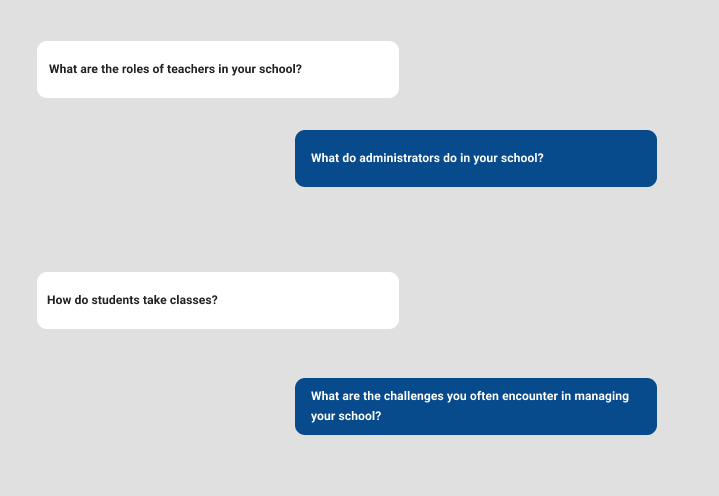 What are the roles of teachers in your school?
What do administrators do in your school?
How do students take classes?
What are the challenges you often encounter in managing
your school?